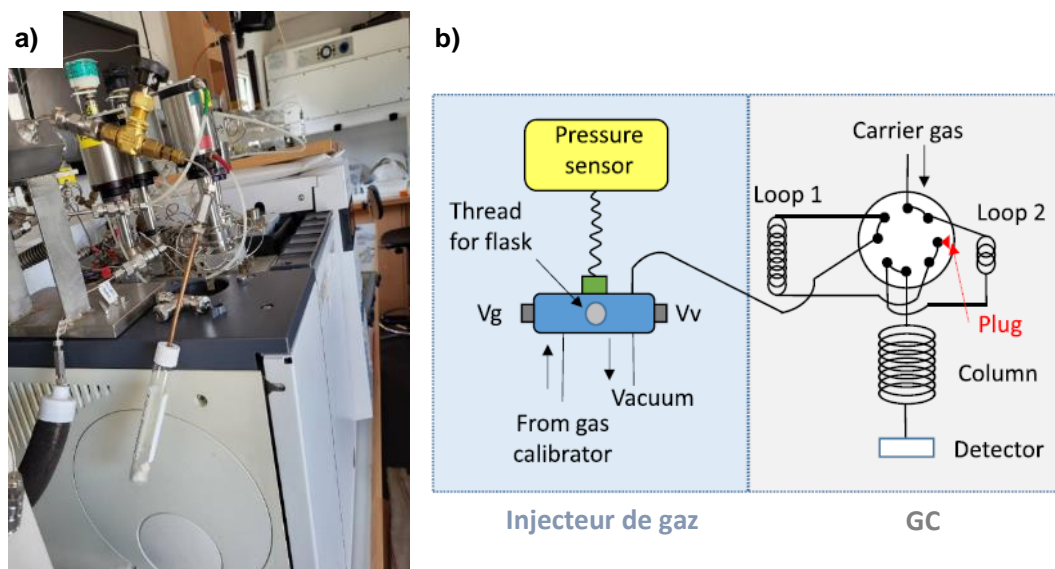 a)
b)
Pressure
sensor
Thread
for flask
Vg
Vv
Vacuum
From gas
calibrator
Carrier gas
Loop 1
Loop 2
Plug
Column
Detector
Injecteur de gaz
GC